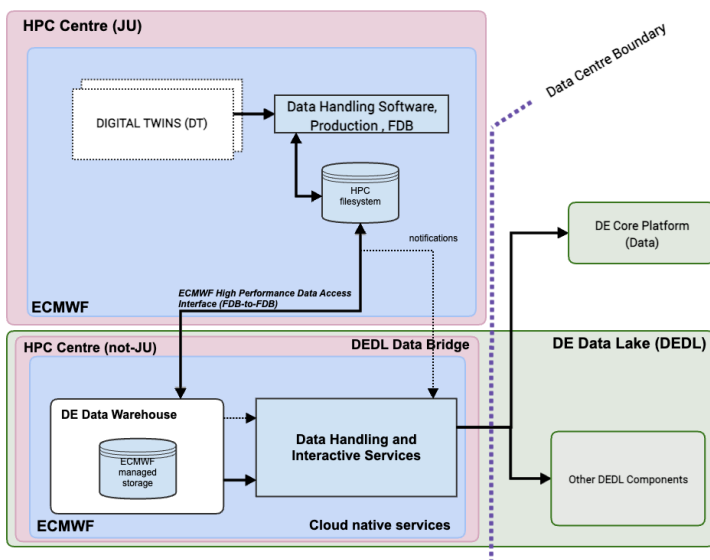 HPC Centre (JU)
Data Centre Boundary
DIGITAL TWINS (DT)
Data Handling Software,
Production , FDB
HPC
filesystem
notifications
DE Core Platform
(Data)
ECMWF High Performance Data Access
Interface (FDB-to-FDB)
ECMWF
HPC Centre (not-JU)
DEDL Data Bridge
DE Data Lake (DEDL)
DE Data Warehouse
ECMWF
managed
storage
Data Handling and
Interactive Services
Other DEDL Components
ECMWF
Cloud native services